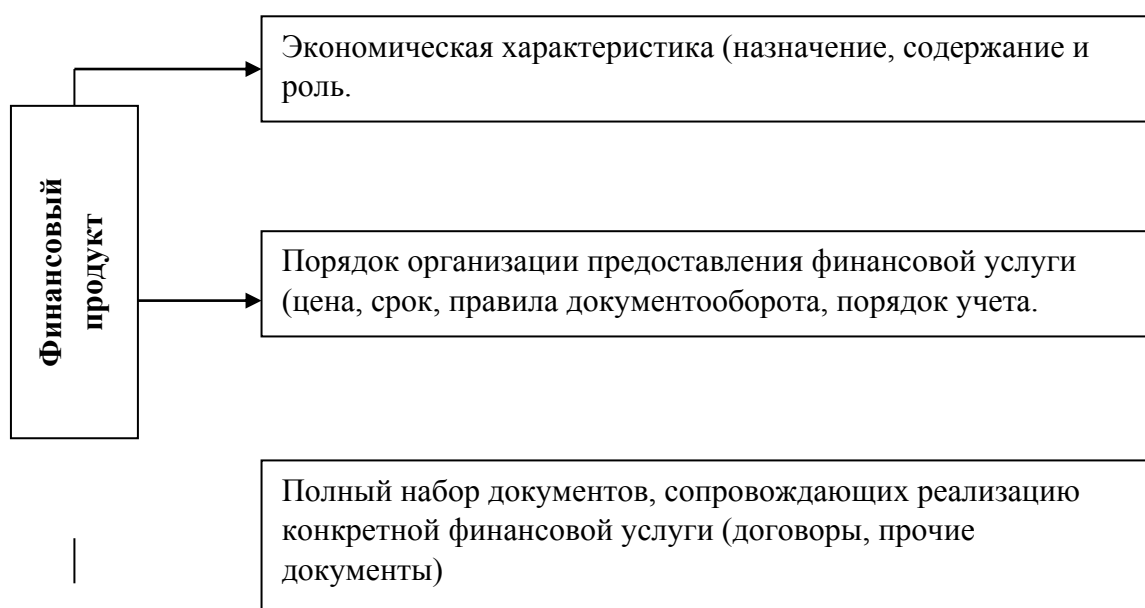 Экономическая характеристика (назначение, содержание и
роль.
Финансовый
продукт
Порядок организации предоставления финансовой услуги
(цена, срок, правила документооборота, порядок учета.
Полный набор документов, сопровождающих реализацию
конкретной финансовой услуги (договоры, прочие
документы)